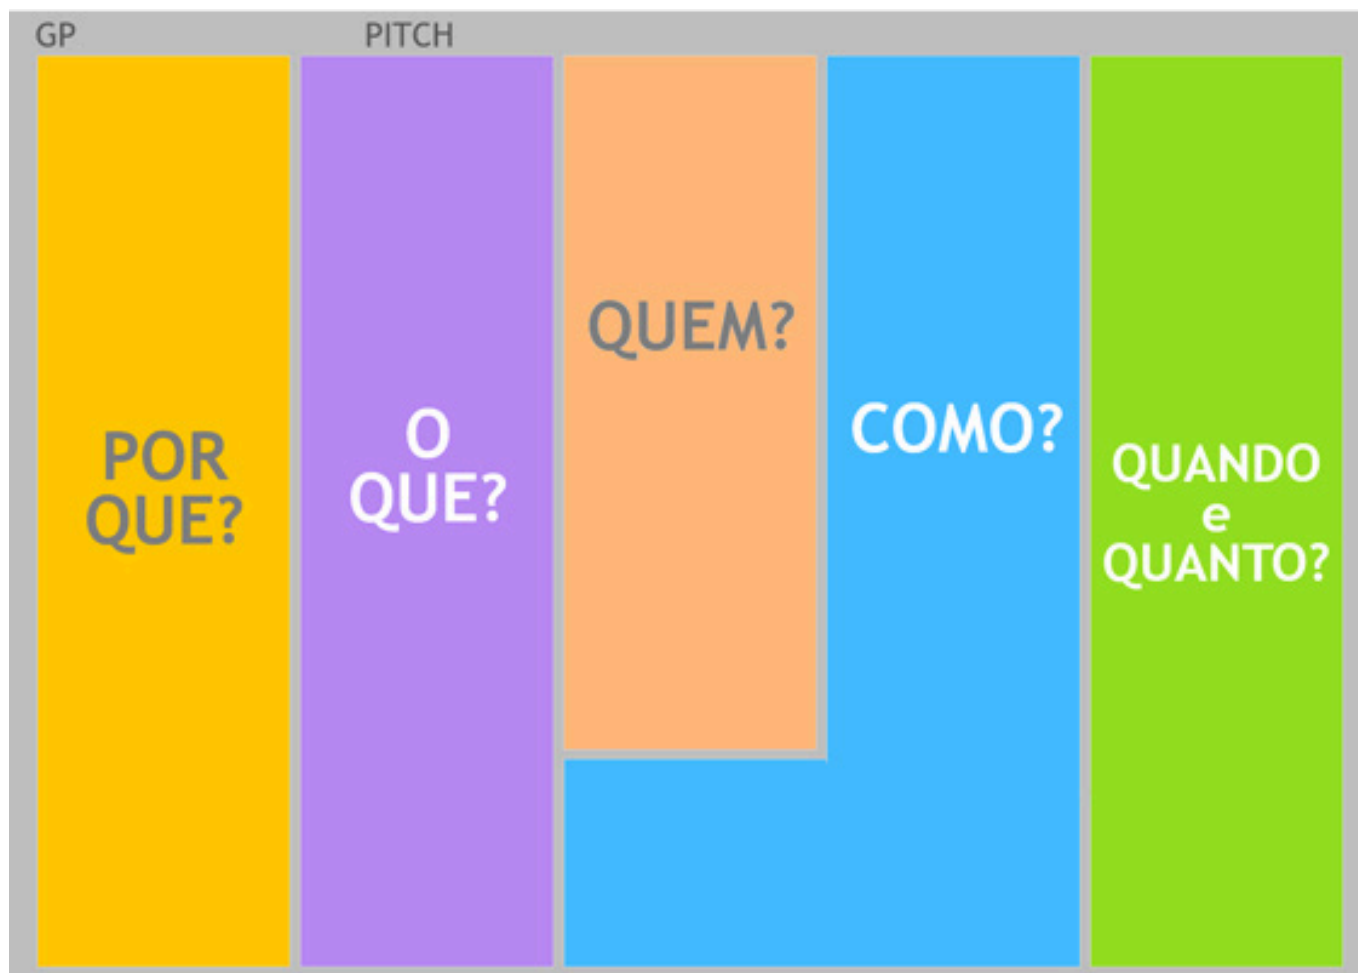 GP
PITCH
POR
QUE?
O
QUE?
QUEM?
COMO?
QUANDO
e
QUANTO?